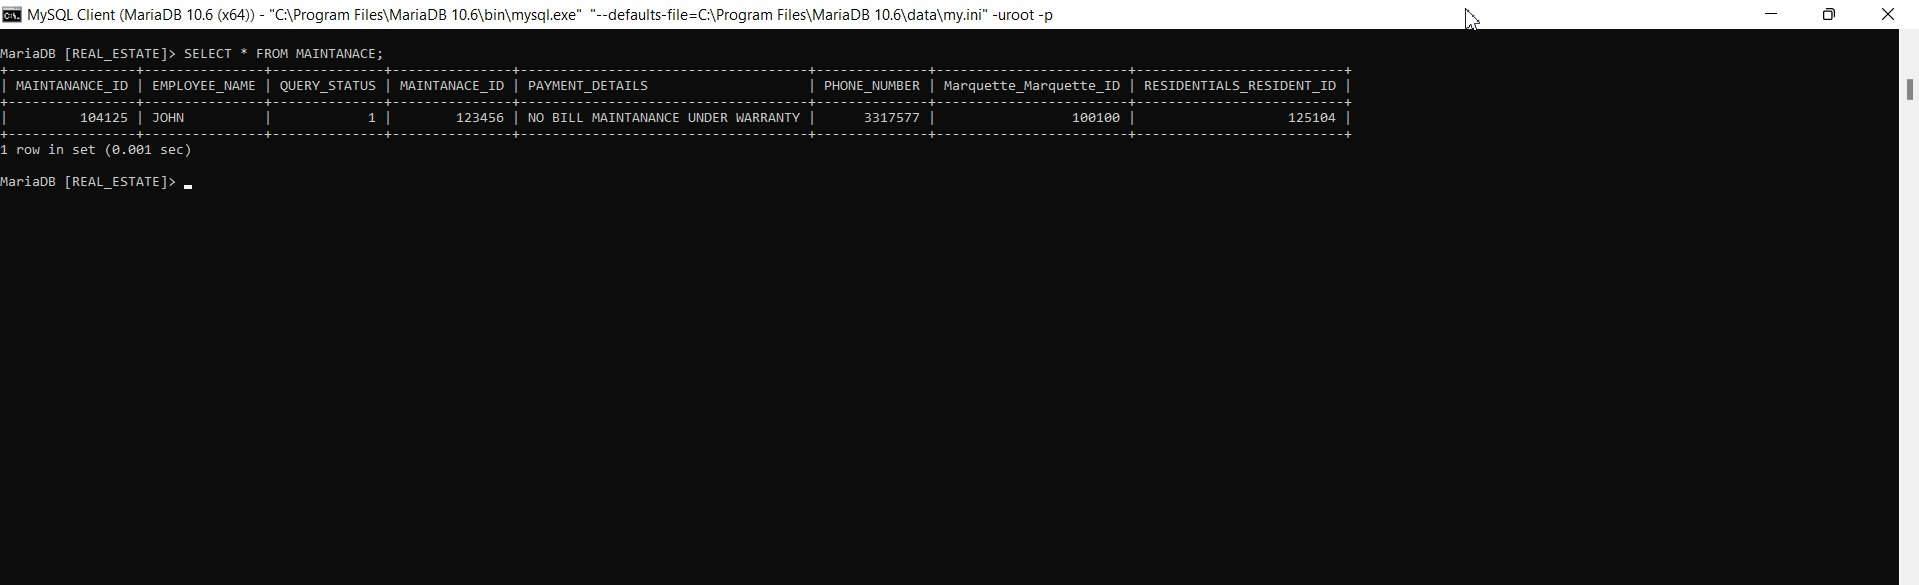 MySQL Client (MariaDB 10.6 (x64)) - "C:\Program Files\MariaDB 10.6\bin\mysql.exe"  "--defaults-file=C:\Program Files\MariaDB 10.6\data\my.ini" -uroot -p
MariaDB [REAL_ESTATE]> SELECT * FROM MAINTANACE;
+----------------+---------------+--------------+---------------+------------------------------------+--------------+------------------------+--------------------------+
| MAINTANANCE_ID | EMPLOYEE_NAME | QUERY_STATUS | MAINTANACE_ID | PAYMENT_DETAILS                    | PHONE_NUMBER | Marquette_Marquette_ID | RESIDENTIALS_RESIDENT_ID |
+----------------+---------------+--------------+---------------+------------------------------------+--------------+------------------------+--------------------------+
|         104125 | JOHN          |            1 |        123456 | NO BILL MAINTANANCE UNDER WARRANTY |      3317577 |                 100100 |                   125104 |
+----------------+---------------+--------------+---------------+------------------------------------+--------------+------------------------+--------------------------+
1 row in set (0.001 sec)
MariaDB [REAL_ESTATE]> _